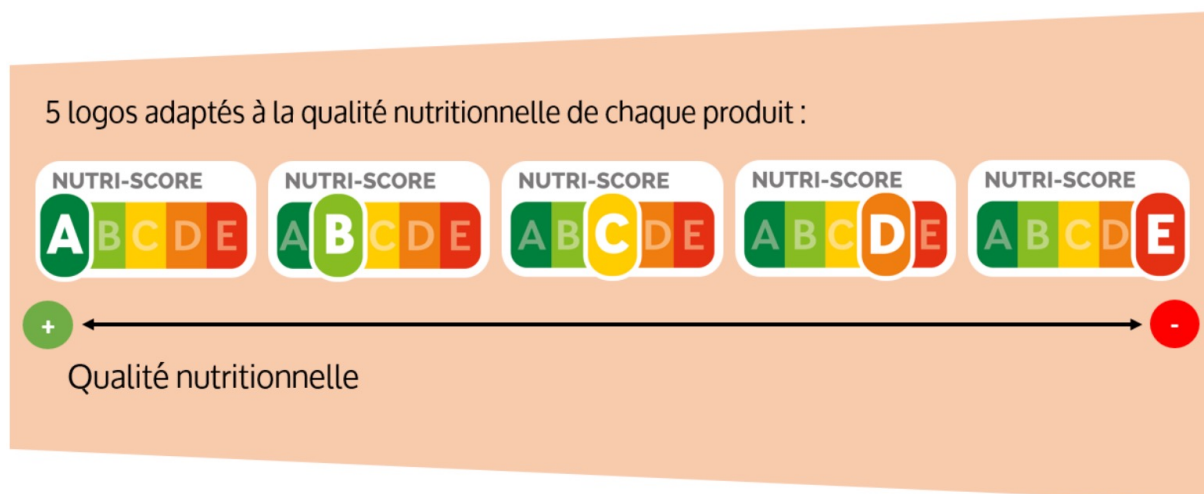 5 logos adaptés à la qualité nutritionnelle de chaque produit :
NUTRI-SCORE NUTRI-SCORE NUTRI-SCORE NUTRI-SCORE NUTRI-SCORE
A B C D E A B C D E A B C D E A B C D E A B C D E
+ -
Qualité nutritionnelle